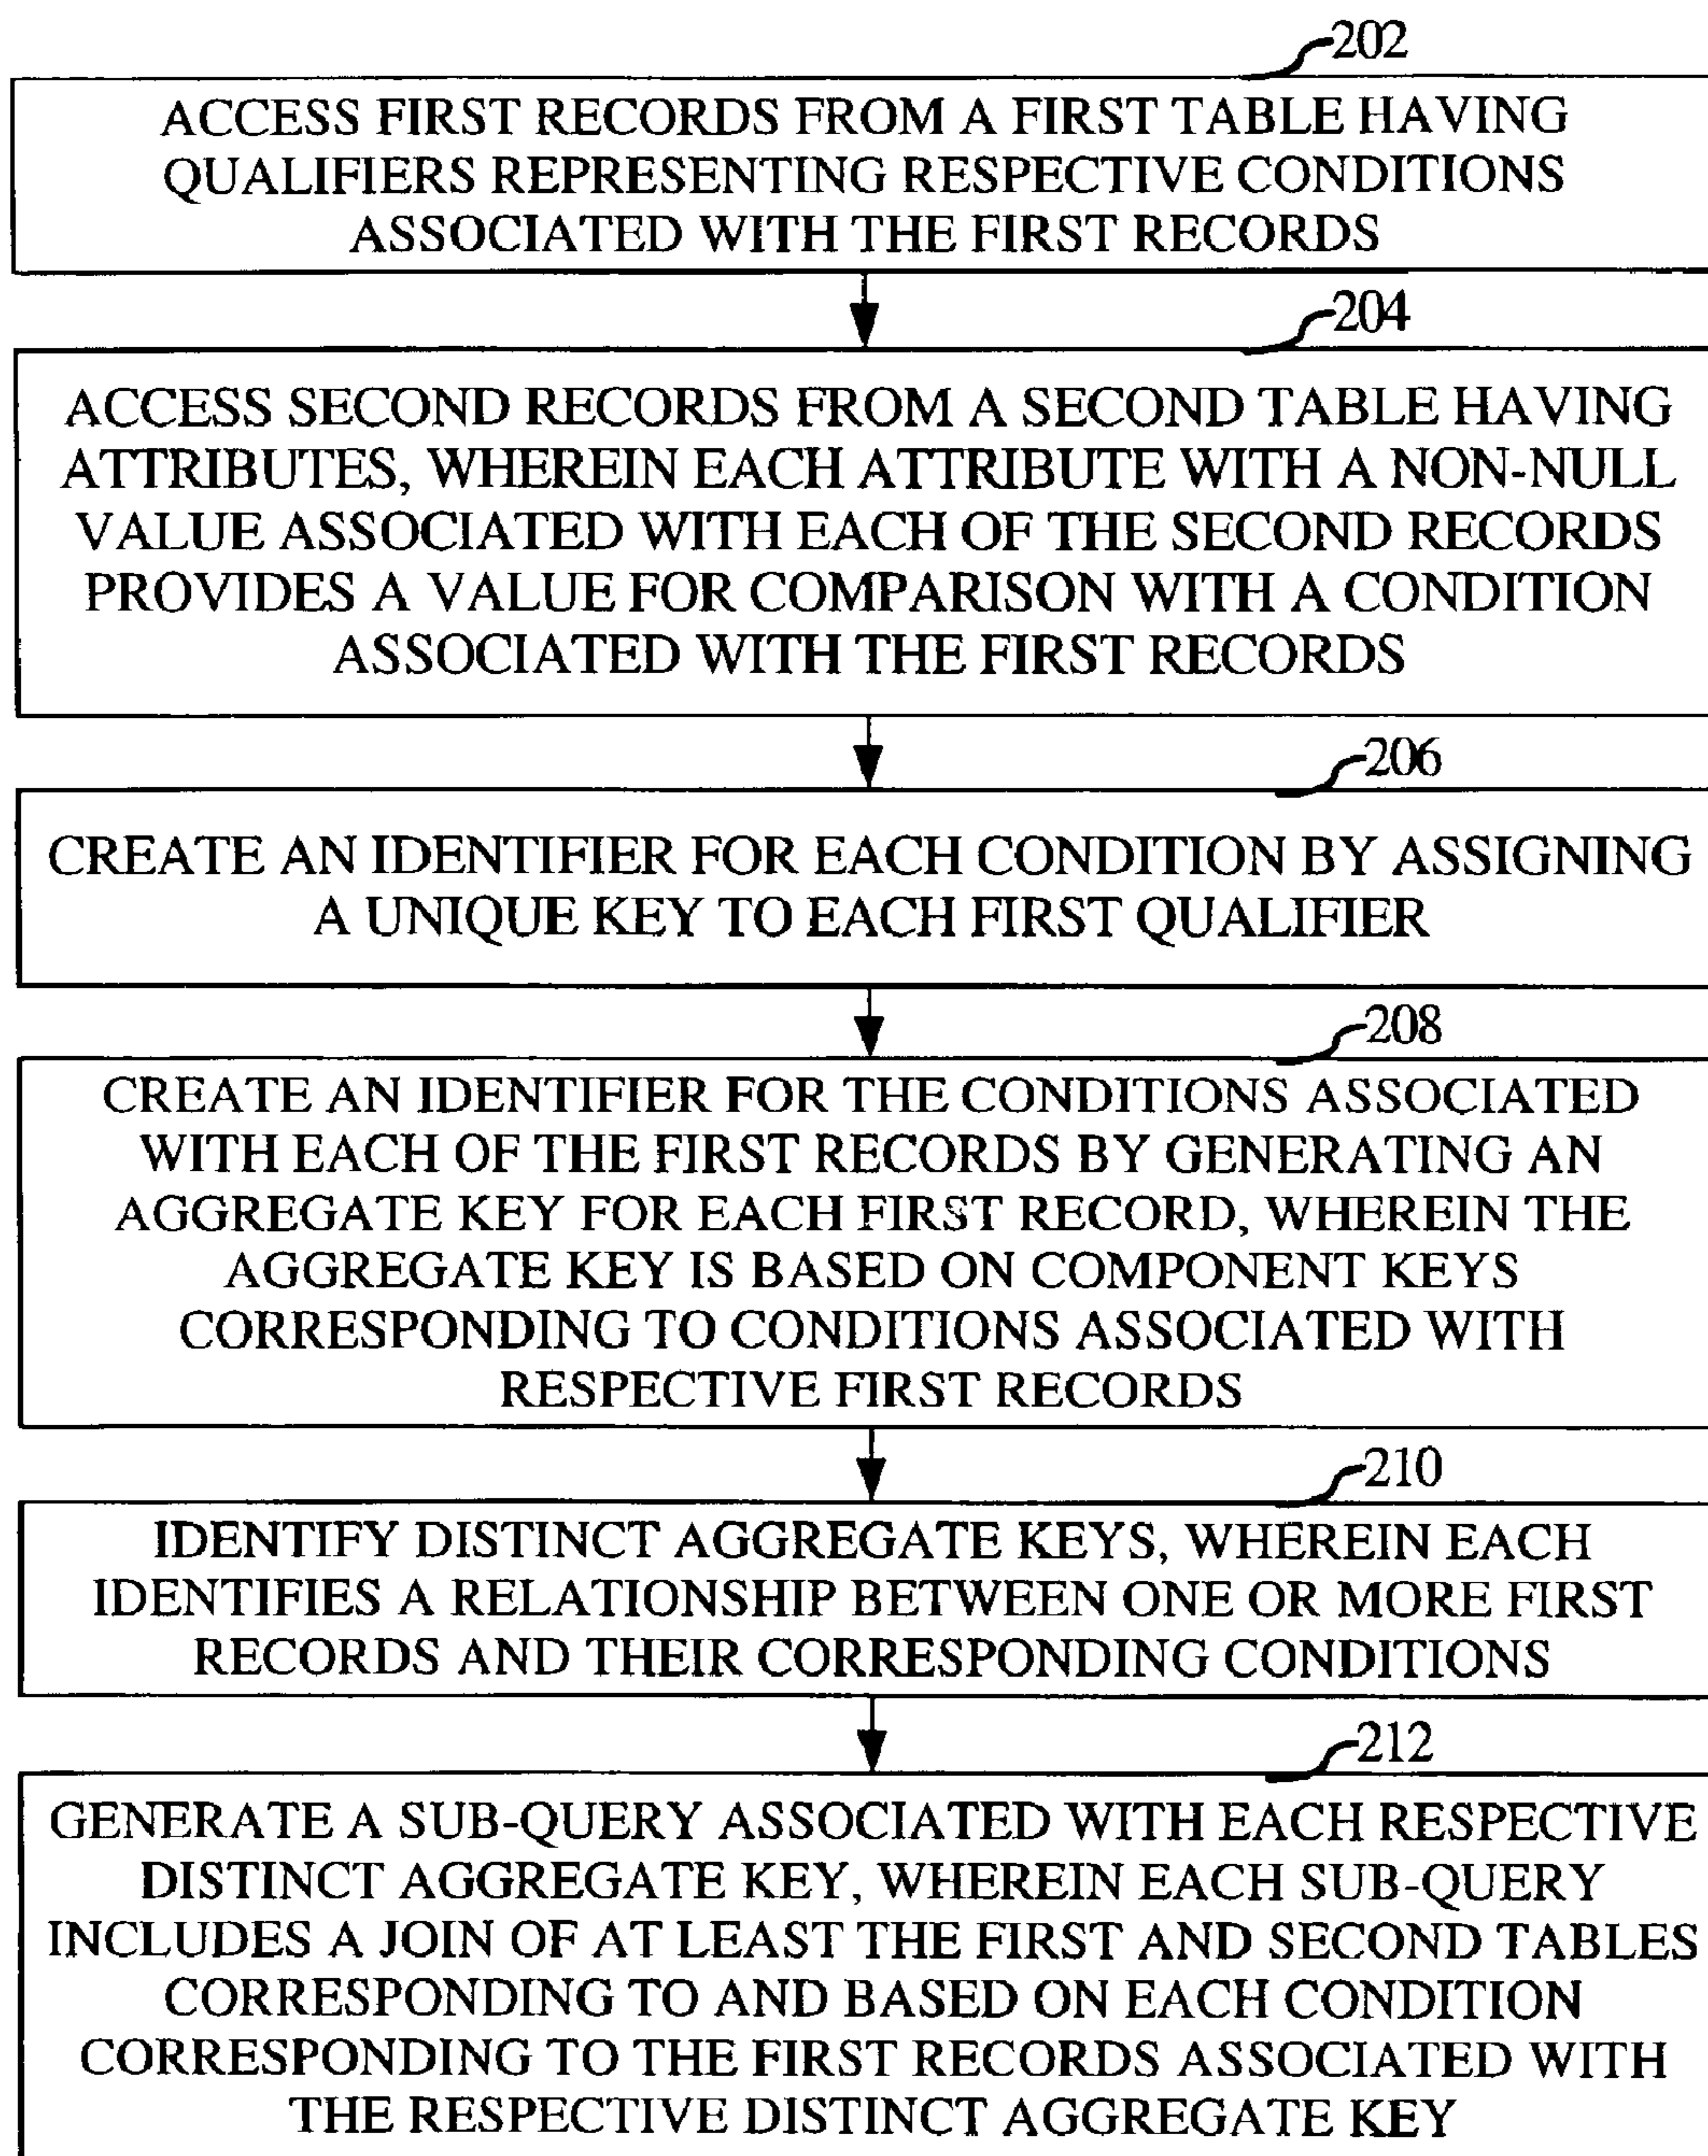 202
ACCESS FIRST RECORDS FROM A FIRST TABLE HAVING
QUALIFIERS REPRESENTING RESPECTIVE CONDITIONS
ASSOCIATED WITH THE FIRST RECORDS
204
ACCESS SECOND RECORDS FROM A SECOND TABLE HAVING
ATTRIBUTES, WHEREIN EACH ATTRIBUTE WITH A NON-NULL
VALUE ASSOCIATED WITH EACH OF THE SECOND RECORDS
PROVIDES A VALUE FOR COMPARISON WITH A CONDITION
ASSOCIATED WITH THE FIRST RECORDS
206
CREATE AN IDENTIFIER FOR EACH CONDITION BY ASSIGNING
A UNIQUE KEY TO EACH FIRST QUALIFIER
208
CREATE AN IDENTIFIER FOR THE CONDITIONS ASSOCIATED
WITH EACH OF THE FIRST RECORDS BY GENERATING AN
AGGREGATE KEY FOR EACH FIRST RECORD, WHEREIN THE
AGGREGATE KEY IS BASED ON COMPONENT KEYS
CORRESPONDING TO CONDITIONS ASSOCIATED WITH
RESPECTIVE FIRST RECORDS
210
IDENTIFY DISTINCT AGGREGATE KEYS, WHEREIN EACH
IDENTIFIES A RELATIONSHIP BETWEEN ONE OR MORE FIRST
RECORDS AND THEIR CORRESPONDING CONDITIONS
212
GENERATE A SUB-QUERY ASSOCIATED WITH EACH RESPECTIVE
DISTINCT AGGREGATE KEY, WHEREIN EACH SUB-QUERY
INCLUDES A JOIN OF AT LEAST THE FIRST AND SECOND TABLES
CORRESPONDING TO AND BASED ON EACH CONDITION
CORRESPONDING TO THE FIRST RECORDS ASSOCIATED WITH
THE RESPECTIVE DISTINCT AGGREGATE KEY